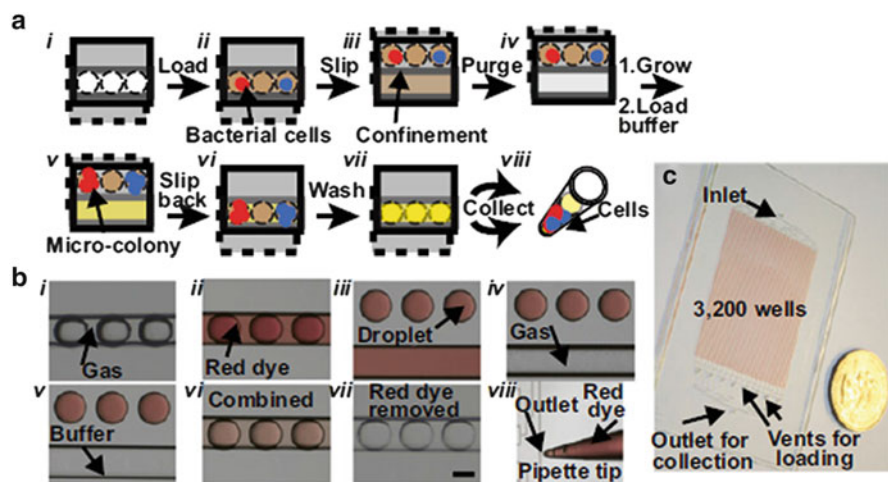 a
i
ii
iii
iv
Load
Slip
Purge
1.Grow
2.Load
buffer
Bacterial cells
Confinement
v
vi
vii
viii
Slip
back
Wash
Collect
Cells
Micro-colony
b
i
ii
iii
iv
Gas
Red dye
Droplet
Gas
v
vi
vii
viii
Buffer
Combined
Red dye
removed
Outlet
Red
dye
Pipette tip
c
Inlet
3,200 wells
Outlet for
collection
Vents for
loading